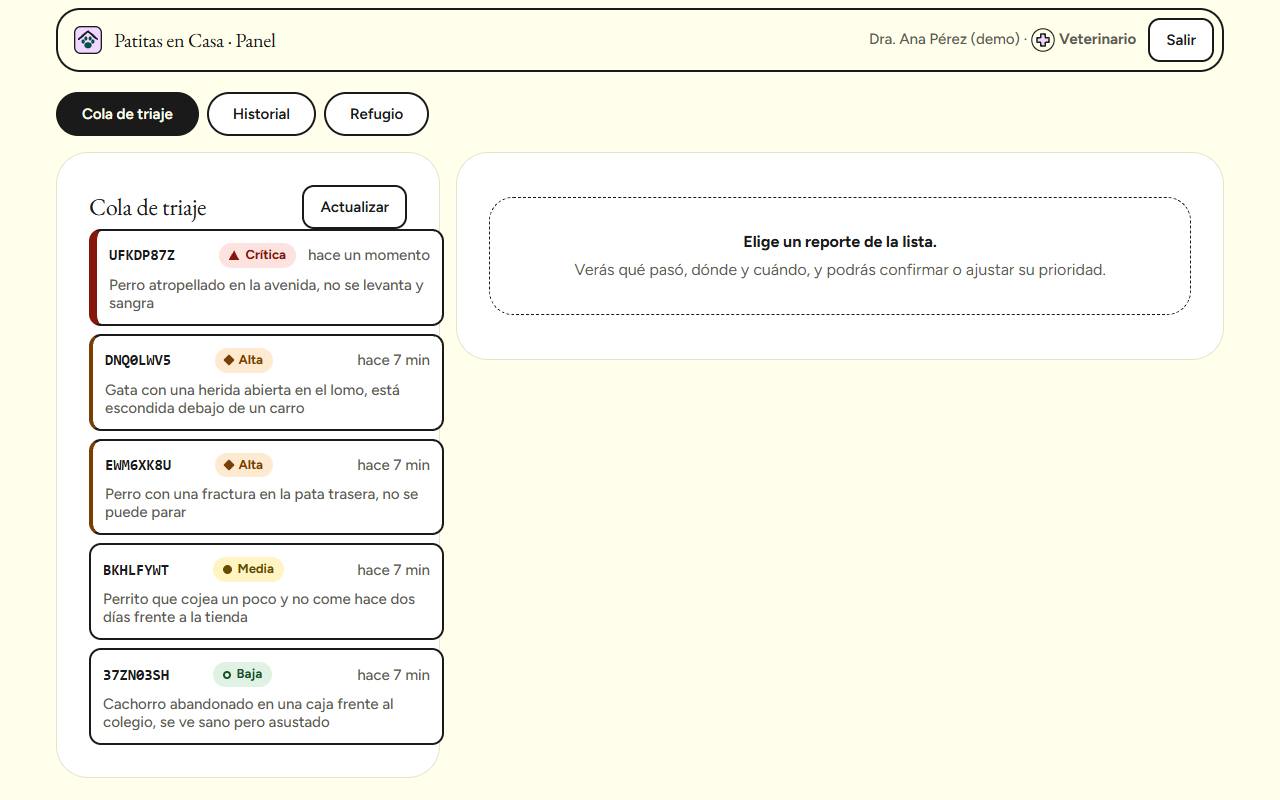 Patitas en Casa · Panel
Dra. Ana Pérez (demo) · Veterinario
Salir
Cola de triaje
Historial
Refugio
Cola de triaje
Actualizar
UFKDP87Z
Crítica
hace un momento
Perro atropellado en la avenida, no se levanta y
sangra
DNQ0LWV5
Alta
hace 7 min
Gata con una herida abierta en el lomo, está
escondida debajo de un carro
EWM6XK8U
Alta
hace 7 min
Perro con una fractura en la pata trasera, no se
puede parar
BKHLFYWT
Media
hace 7 min
Perrito que cojea un poco y no come hace dos
días frente a la tienda
37ZN03SH
Baja
hace 7 min
Cachorro abandonado en una caja frente al
colegio, se ve sano pero asustado
Elige un reporte de la lista.
Verás qué pasó, dónde y cuándo, y podrás confirmar o ajustar su prioridad.